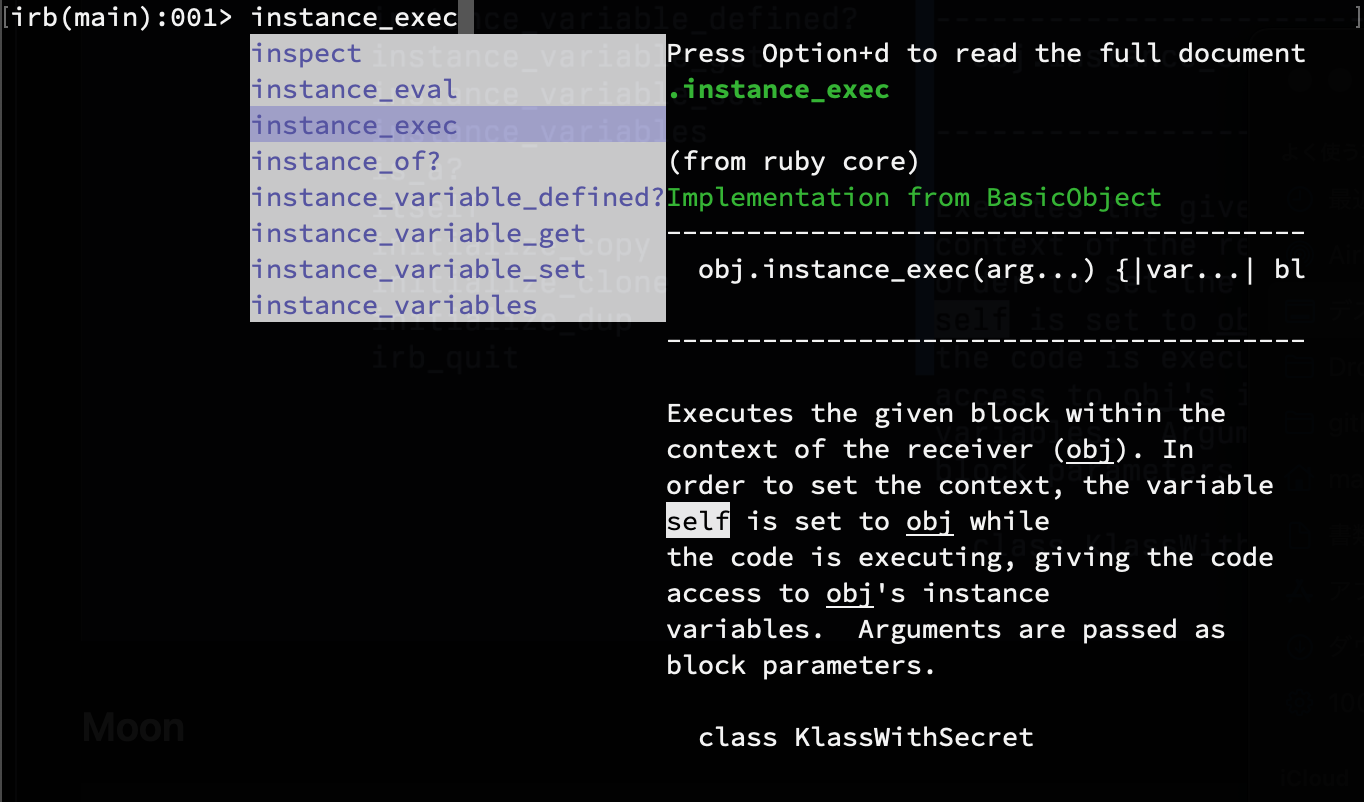 irb(main):001> instance_exec
inspect
instance_eval
instance_exec
instance_of?
instance_variable_defined?
instance_variable_get
instance_variable_set
instance_variables
Press Option+d to read the full document
.instance_exec
(from ruby core)
Implementation from BasicObject
----------------------------------------
obj.instance_exec(arg...) {|var...| bl
----------------------------------------
Executes the given block within the
context of the receiver (obj). In
order to set the context, the variable
self is set to obj while
the code is executing, giving the code
access to obj's instance
variables.  Arguments are passed as
block parameters.
class KlassWithSecret
irb_quit
Moon